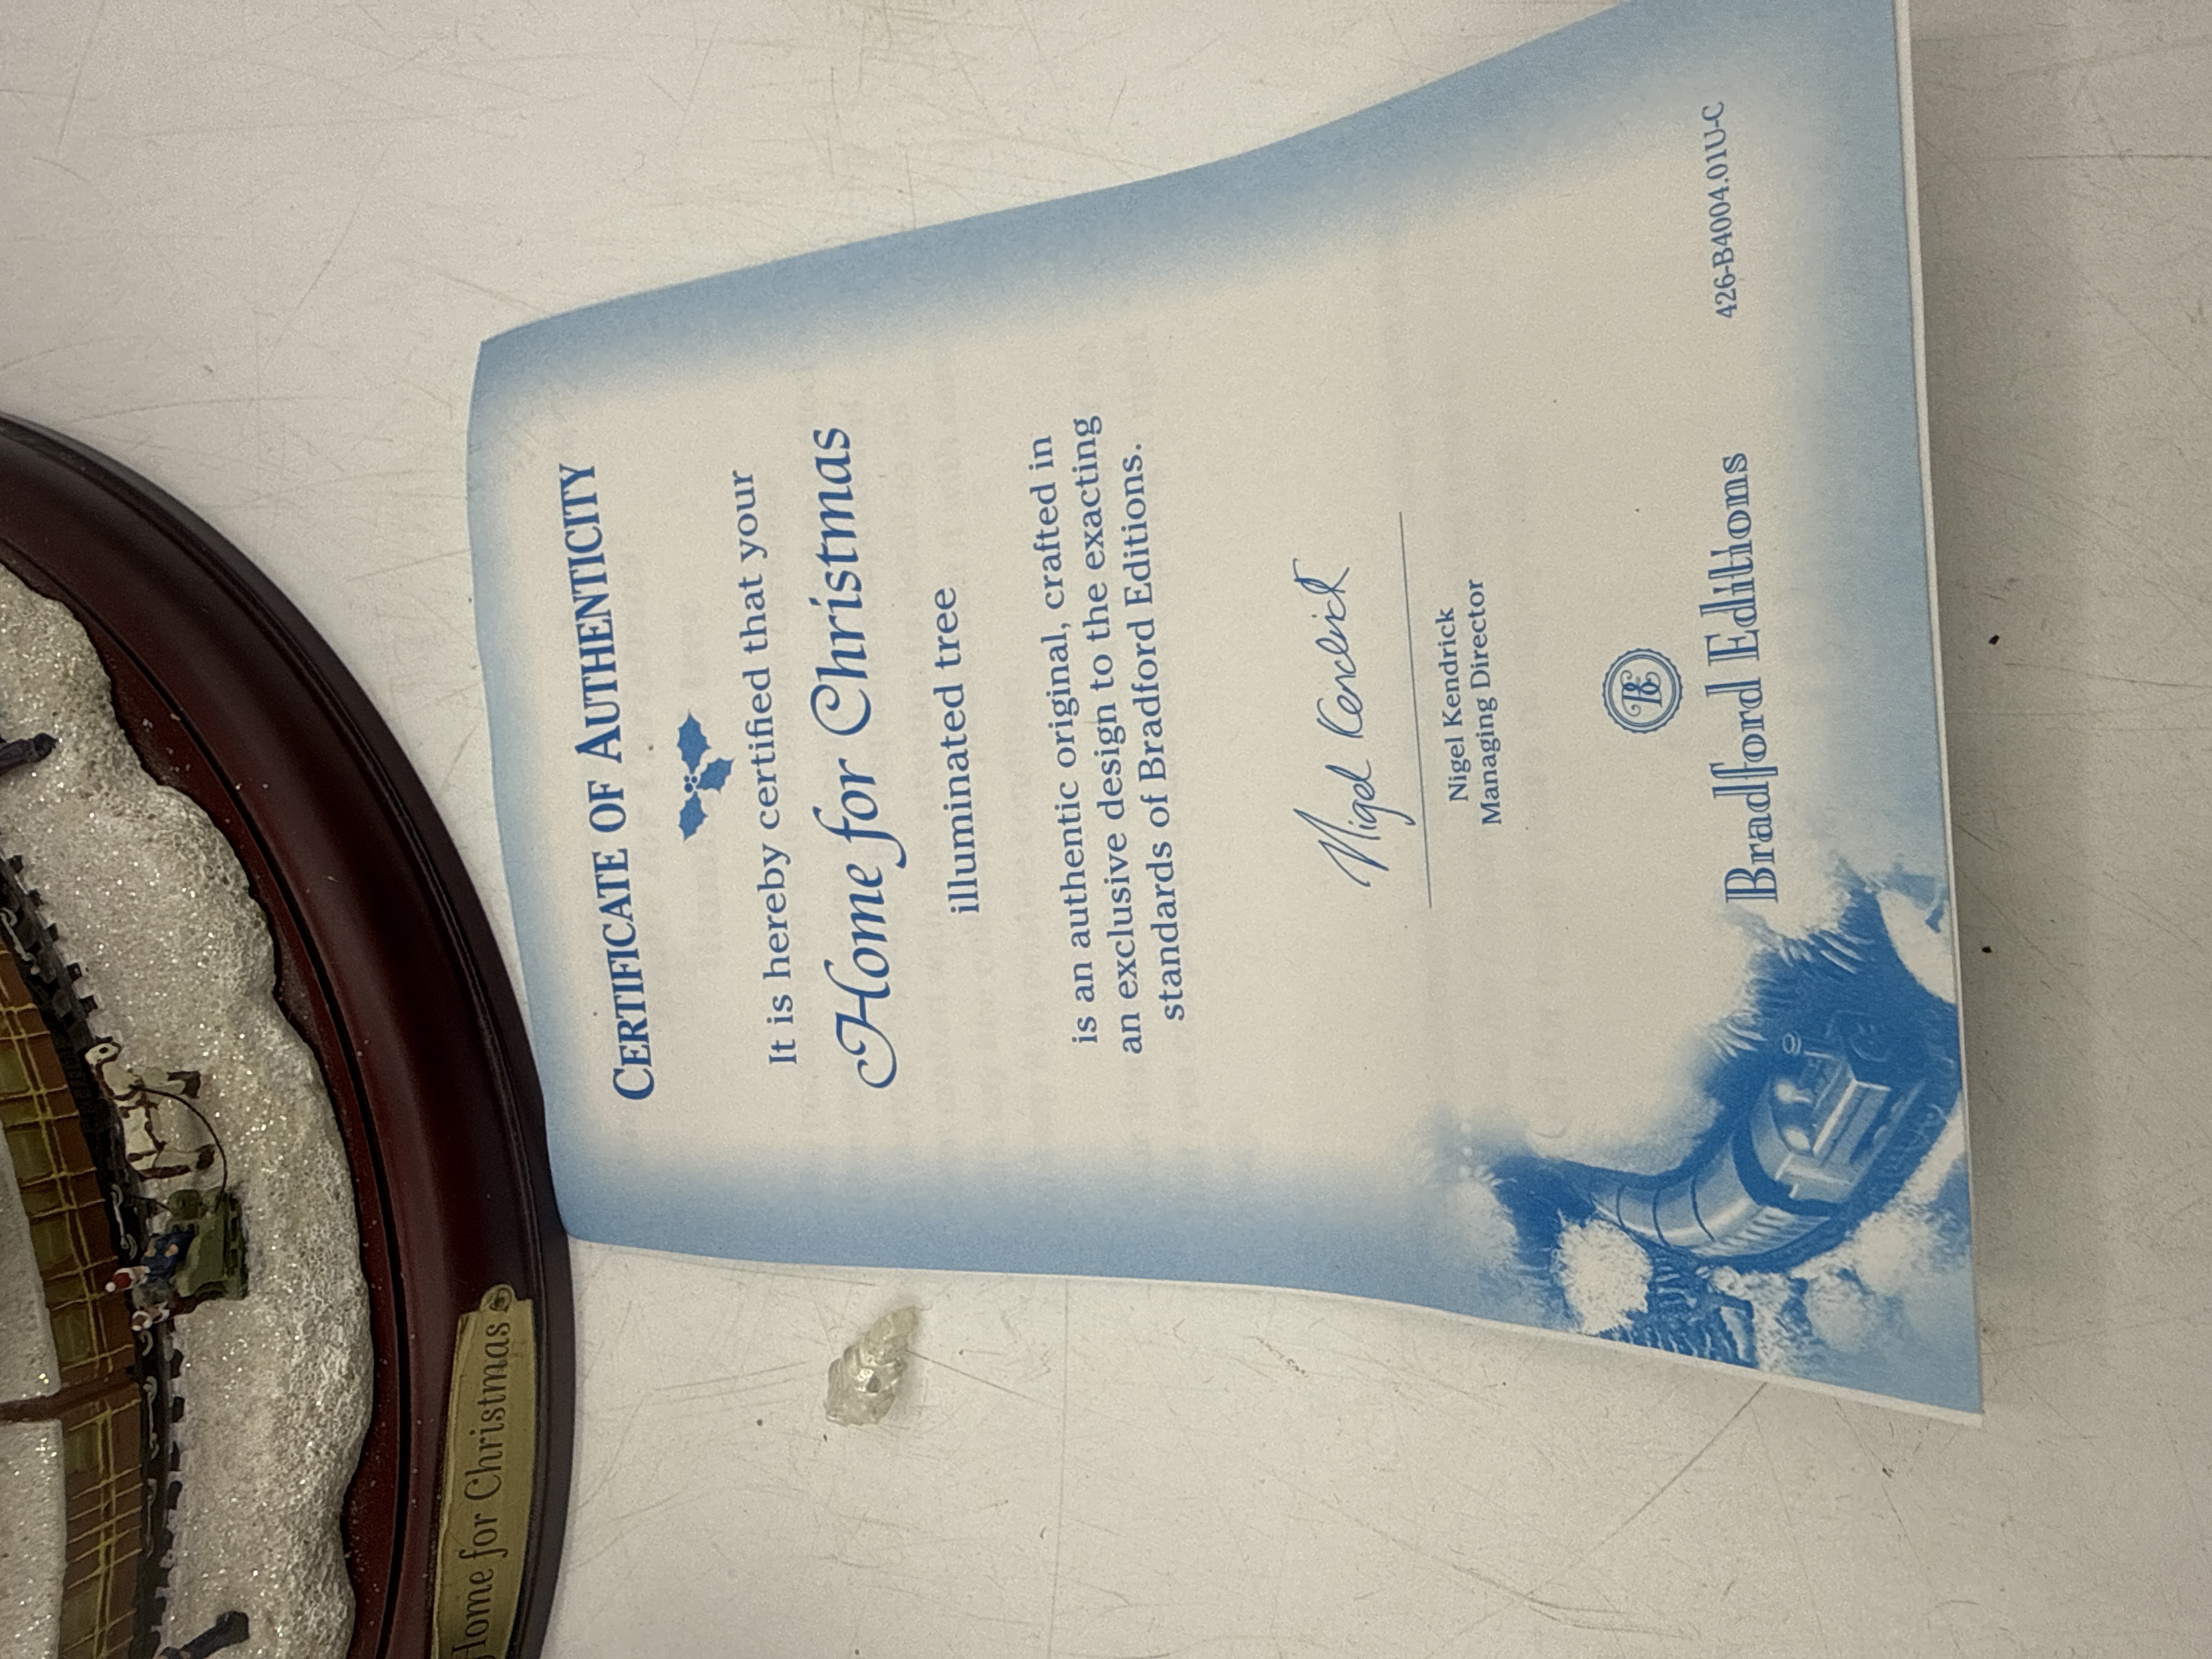 CERTIFICATE OF AUTHENTICITY
It is hereby certified that your
Home for Christmas
illuminated tree
is an authentic original, crafted in
an exclusive design to the exacting
standards of Bradford Editions.
Nigel Kendrick
Nigel Kendrick
Managing Director
BE
Bradford Editions
426-B4004.01U-C
Home for Christmas